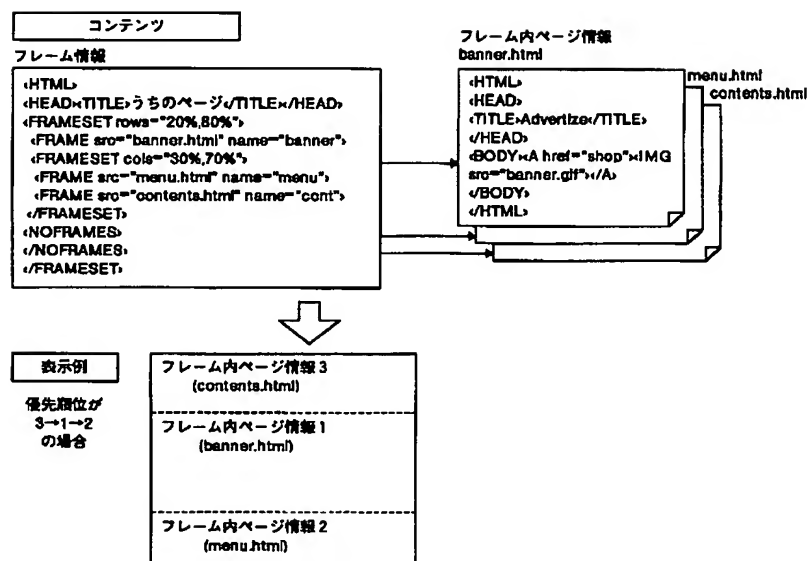 コンテンツ
フレーム情報
<HTML>
<HEAD><TITLE>うちのページ</TITLE></HEAD>
<FRAMESET rows="20%,80%">
<FRAME src="banner.html" name="banner">
<FRAMESET cols="30%,70%">
<FRAME src="menu.html" name="menu">
<FRAME src="contents.html" name="cont">
</FRAMESET>
<NOFRAMES>
</NOFRAMES>
</FRAMESET>
フレーム内ページ情報
banner.html
<HTML>
<HEAD>
<TITLE>Advertize</TITLE>
</HEAD>
<BODY><A href="shop"><IMG
src="banner.gif"></A>
</BODY>
</HTML>
menu.html
contents.html
表示例
優先順位が
3→1→2
の場合
フレーム内ページ情報3
(contents.html)
フレーム内ページ情報1
(banner.html)
フレーム内ページ情報2
(menu.html)